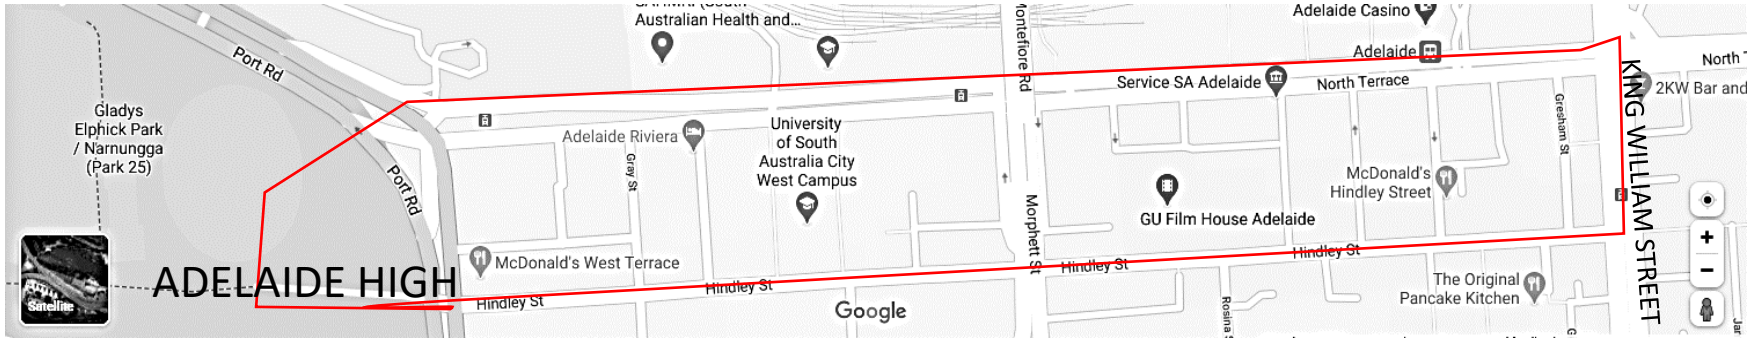 SAHMRI (South
Australian Health and...
Montefiore Rd
Adelaide Casino
Port Rd
Adelaide
North Terrace
Service SA Adelaide
North T
KING WILLIAM STREET
2KW Bar and
Gladys
Elphick Park
/ Narnungga
(Park 25)
Adelaide Riviera
University
of South
Australia City
West Campus
Gray St
Gresham St
McDonald's
Hindley Street
Port Rd
Morphett St
GU Film House Adelaide
ADELAIDE HIGH
McDonald's West Terrace
Hindley St
Hindley St
Hindley St
Hindley St
Satellite
Google
Rosina
The Original
Pancake Kitchen
+
−
Jar